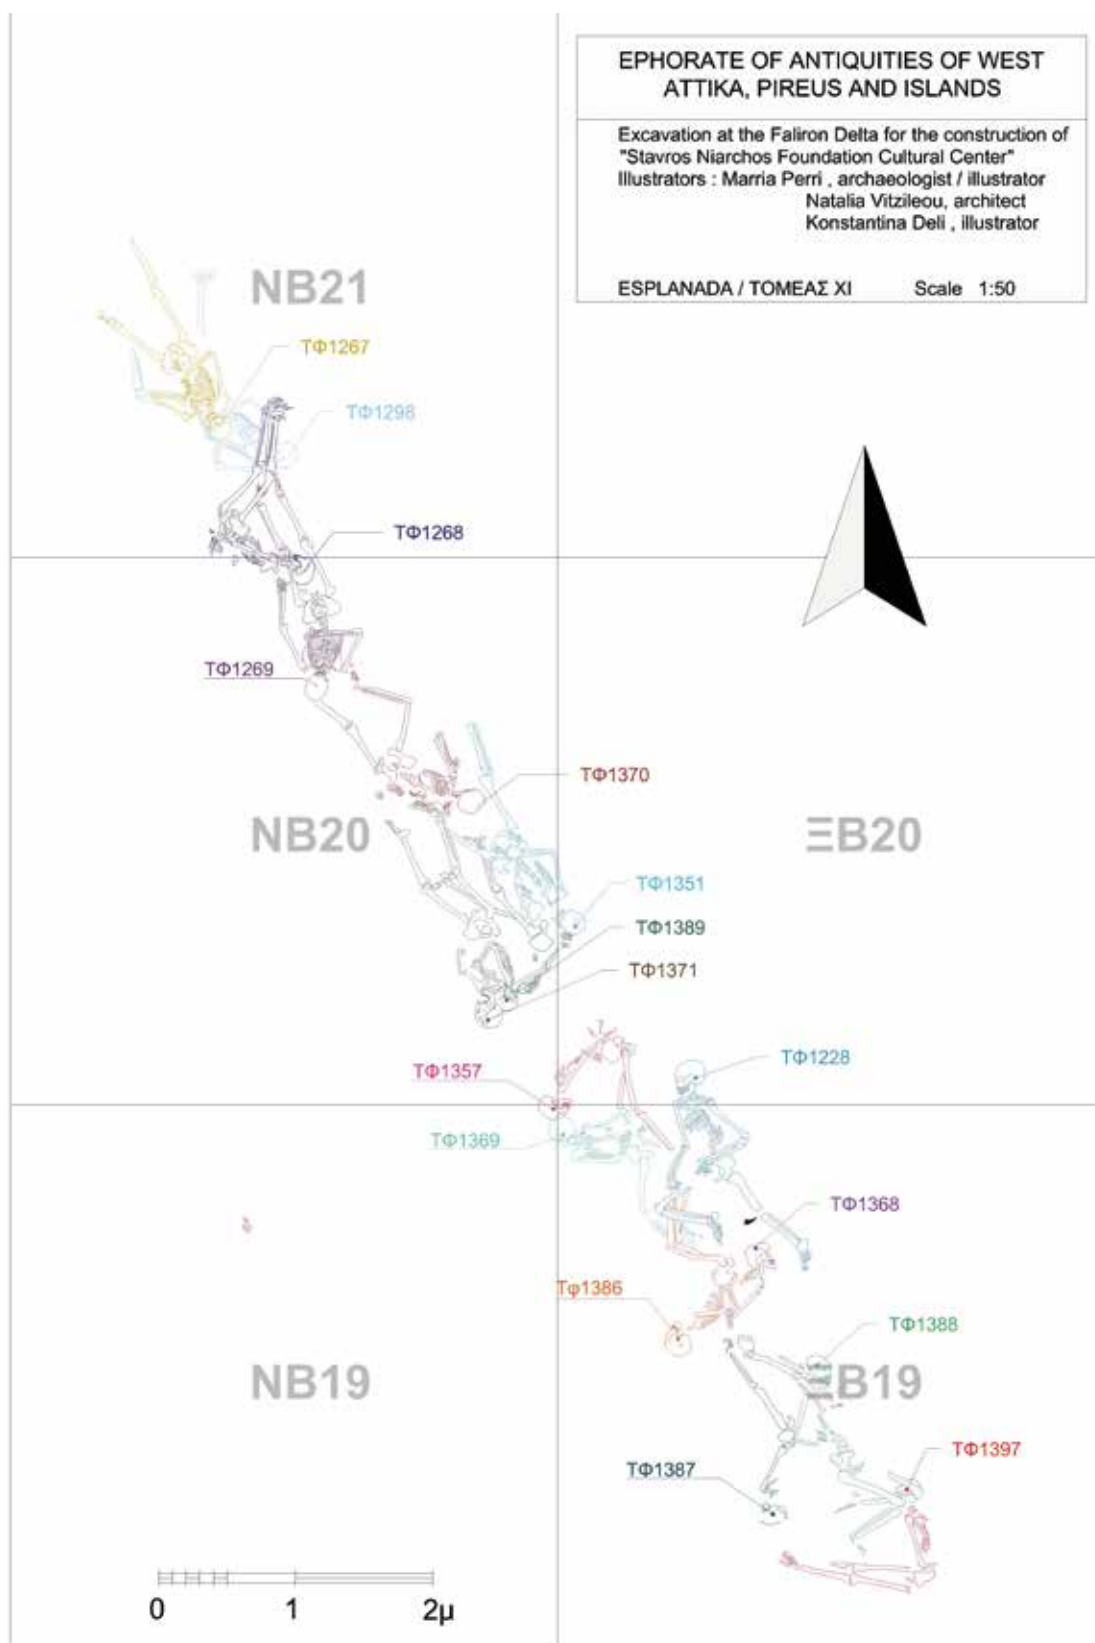 EPHORATE OF ANTIQUITIES OF WEST
ATTIKA, PIREUS AND ISLANDS
Excavation at the Faliron Delta for the construction of
"Stavros Niarchos Foundation Cultural Center"
Illustrators : Marria Perri , archaeologist / illustrator
Natalia Vitzileou, architect
Konstantina Deli , illustrator
ESPLANADA / ΤΟΜΕΑΣ XI Scale 1:50
NB21
ΤΦ1267
ΤΦ1298
ΤΦ1268
ΤΦ1269
ΤΦ1370
NB20
ΞB20
ΤΦ1351
ΤΦ1389
ΤΦ1371
ΤΦ1357
ΤΦ1228
ΤΦ1369
ΤΦ1368
Τφ1386
ΤΦ1388
NB19
ΞB19
ΤΦ1397
ΤΦ1387
0 1 2μ